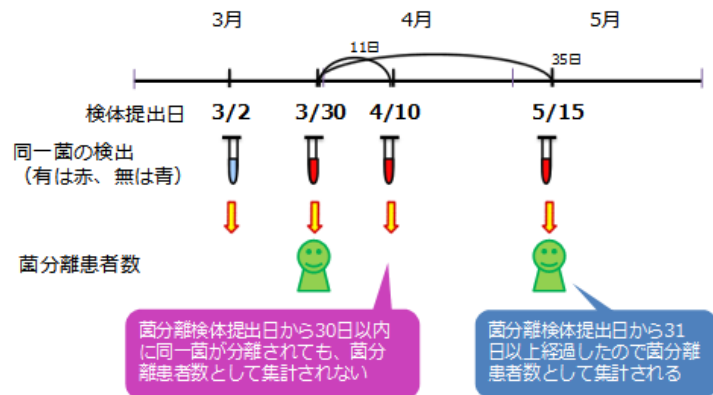 3月 4月 5月
11日
35日
検体提出日 3/2 3/30 4/10 5/15
同一菌の検出
（有は赤、無は青）
菌分離患者数
菌分離検体提出日から30日以内
に同一菌が分離されても、菌分
離患者数として集計されない
菌分離検体提出日から31
日以上経過したので菌分離
患者数として集計される